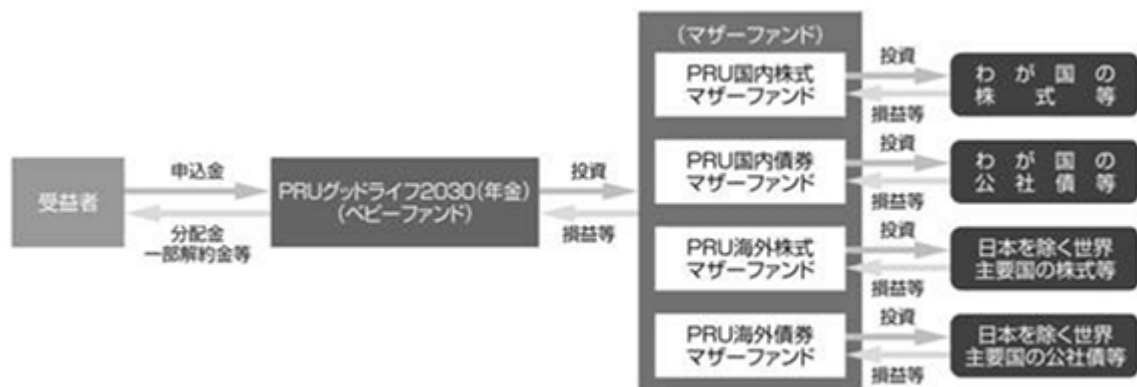 受益者
申込金
分配金
一部解約金等
PRUグッドライフ2030(年金)
(ベビーファンド)
投資
損益等
(マザーファンド)
PRU国内株式
マザーファンド
投資
損益等
わが国の
株式等
PRU国内債券
マザーファンド
投資
損益等
わが国の
公社債等
PRU海外株式
マザーファンド
投資
損益等
日本を除く世界
主要国の株式等
PRU海外債券
マザーファンド
投資
損益等
日本を除く世界
主要国の公社債等